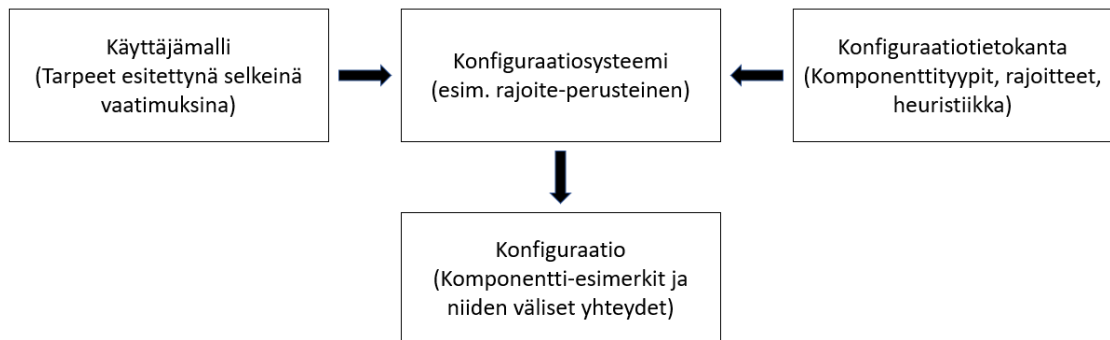 Käyttäjämalli
(Tarpeet esitettynä selkeinä
vaatimuksina)
Konfiguraatiosysteemi
(esim. rajoite-perusteinen)
Konfiguraatiotietokanta
(Komponenttityypit, rajoitteet,
heuristiikka)
Konfiguraatio
(Komponentti-esimerkit ja
niiden väliset yhteydet)